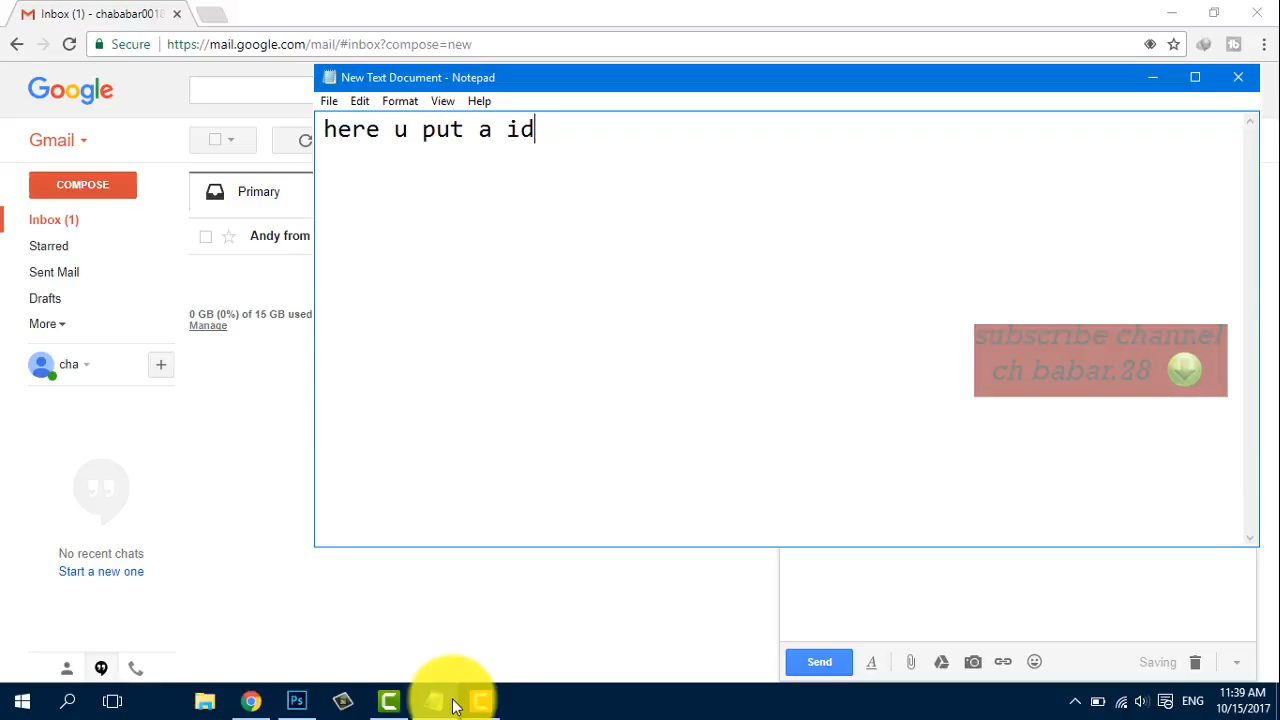 Inbox (1) - chababar0018
Secure
https://mail.google.com/mail/#inbox?compose=new
Google
New Text Document - Notepad
File Edit Format View Help
here u put a id
Gmail
COMPOSE
Primary
Inbox (1)
Starred
Andy from
Sent Mail
Drafts
0 GB (0%) of 15 GB used
Manage
More
subscribe channel
ch babar.28
cha
No recent chats
Start a new one
Send
Saving
ENG
11:39 AM
10/15/2017